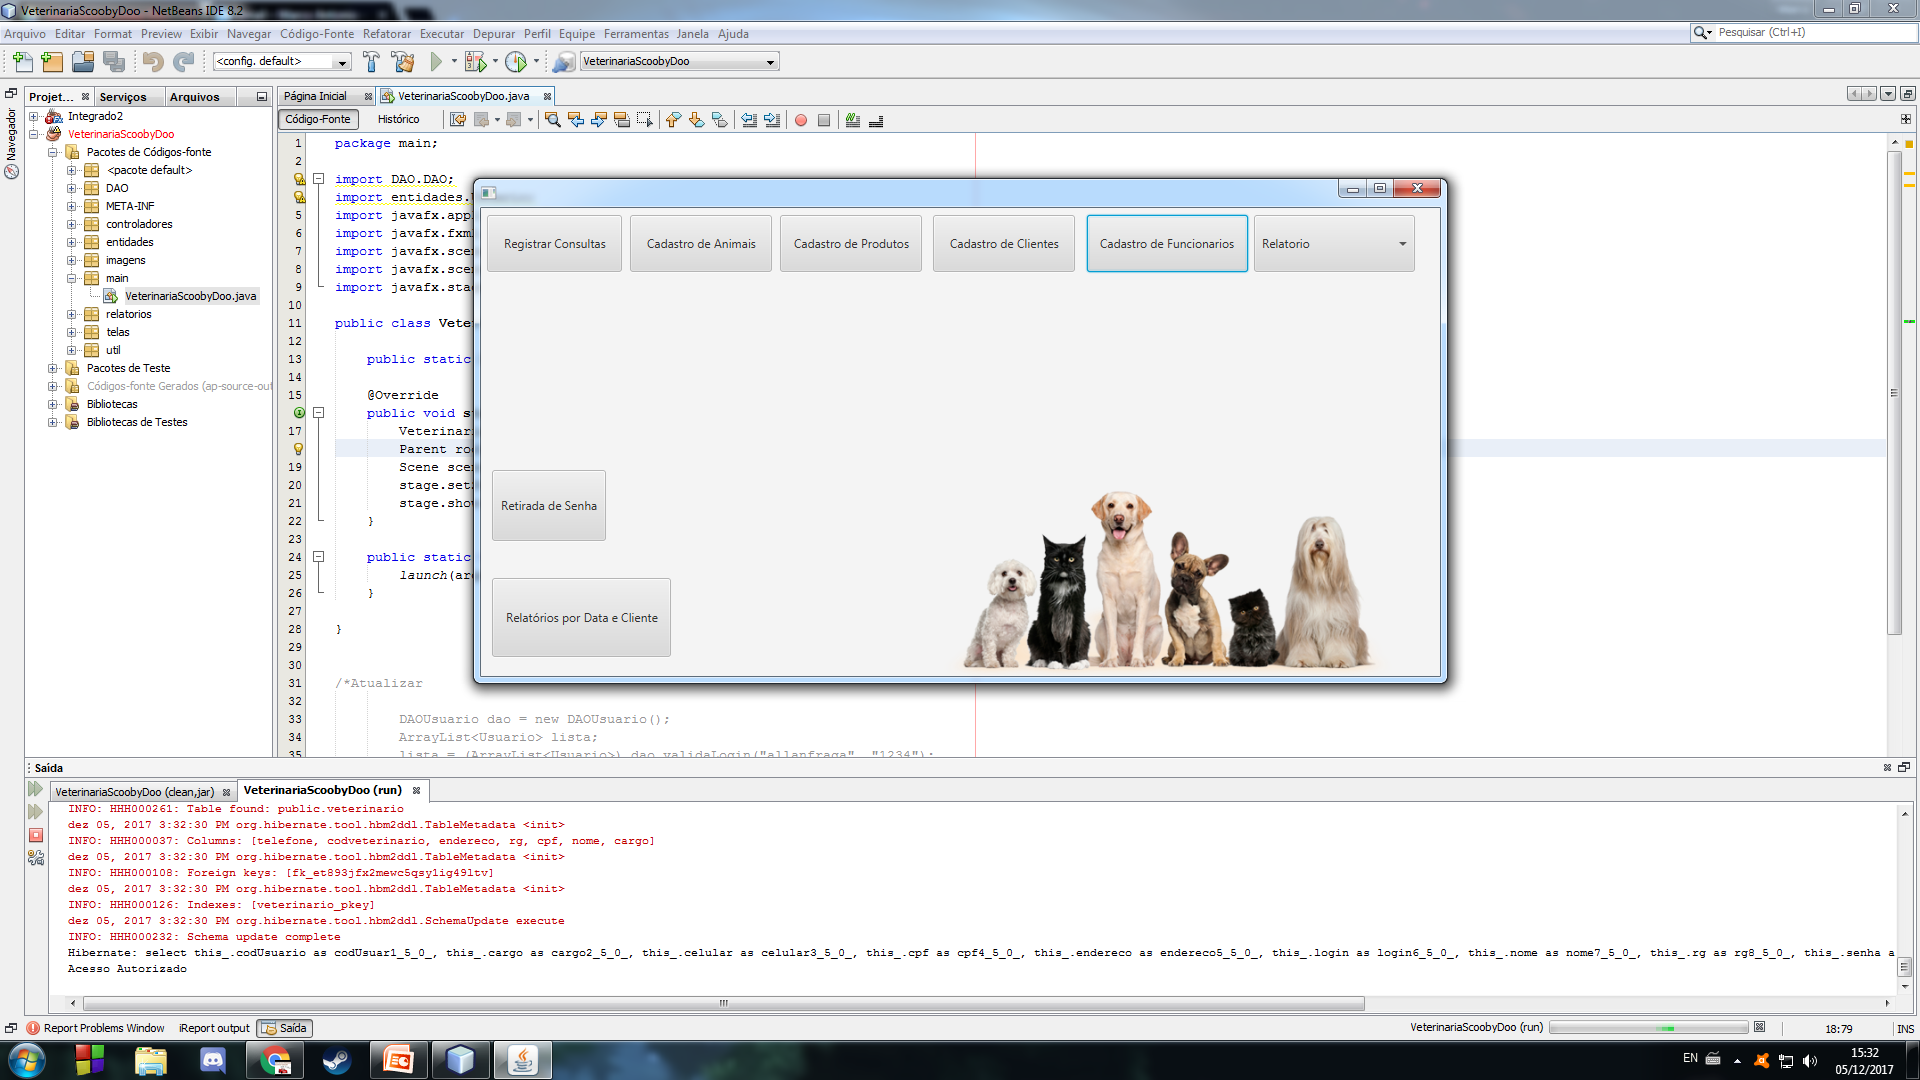 VeterinariaScoobyDoo - NetBeans IDE 8.2
Arquivo Editar Format Preview Exibir Navegar Código-Fonte Refatorar Executar Depurar Perfil Equipe Ferramentas Janela Ajuda
Pesquisar (Ctrl+I)
<config. default>
VeterinariaScoobyDoo
Projet... Serviços Arquivos
Navegador
Integrado2
VeterinariaScoobyDoo
Pacotes de Códigos-fonte
<pacote default>
DAO
META-INF
controladores
entidades
imagens
main
VeterinariaScoobyDoo.java
relatorios
telas
util
Pacotes de Teste
Códigos-fonte Gerados (ap-source-out
Bibliotecas
Bibliotecas de Testes
Página Inicial VeterinariaScoobyDoo.java
Código-Fonte Histórico
1 package main;
2
import DAO.DAO;
import entidades.
5 import javafx.app
6 import javafx.fxm
7 import javafx.sce
8 import javafx.sce
9 import javafx.sta
10
11 public class Vete
12
13 public static
14
15 @Override
public void s
17 Veterinar
Parent ro
19 Scene sce
20 stage.set
21 stage.sho
22 }
23
24 public static
25 launch(ar
26 }
27
28 }
29
30
31 /*Atualizar
32
33 DAOUsuario dao = new DAOUsuario();
34 ArrayList<Usuario> lista;
35 lista = (ArrayList<Usuario>) dao.validaLogin("allanfraga", "1234");
Registrar Consultas
Cadastro de Animais
Cadastro de Produtos
Cadastro de Clientes
Cadastro de Funcionarios
Relatorio
Retirada de Senha
Relatórios por Data e Cliente
Saída
VeterinariaScoobyDoo (clean,jar) VeterinariaScoobyDoo (run)
INFO: HHH000261: Table found: public.veterinario
dez 05, 2017 3:32:30 PM org.hibernate.tool.hbm2ddl.TableMetadata <init>
INFO: HHH000037: Columns: [telefone, codveterinario, endereco, rg, cpf, nome, cargo]
dez 05, 2017 3:32:30 PM org.hibernate.tool.hbm2ddl.TableMetadata <init>
INFO: HHH000108: Foreign keys: [fk_et893jfx2mewc5qsy1ig49ltv]
dez 05, 2017 3:32:30 PM org.hibernate.tool.hbm2ddl.TableMetadata <init>
INFO: HHH000126: Indexes: [veterinario_pkey]
dez 05, 2017 3:32:30 PM org.hibernate.tool.hbm2ddl.SchemaUpdate execute
INFO: HHH000232: Schema update complete
Hibernate: select this_.codUsuario as codUsuar1_5_0_, this_.cargo as cargo2_5_0_, this_.celular as celular3_5_0_, this_.cpf as cpf4_5_0_, this_.endereco as endereco5_5_0_, this_.login as login6_5_0_, this_.nome as nome7_5_0_, this_.rg as rg8_5_0_, this_.senha a
Acesso Autorizado
Report Problems Window iReport output Saída
VeterinariaScoobyDoo (run)
18:79 INS
EN
15:32
05/12/2017